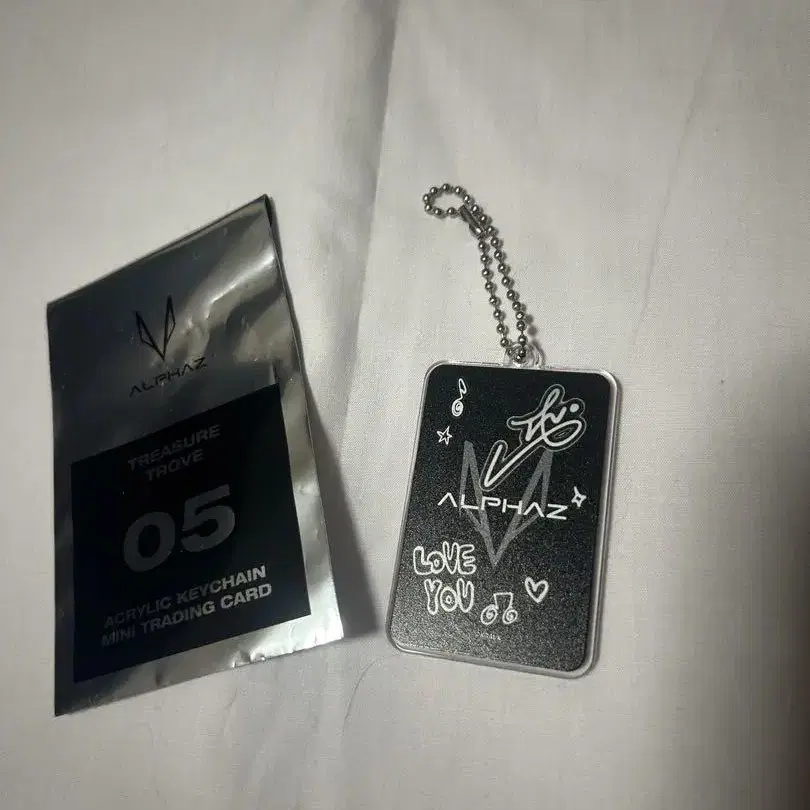 ALPHAZ
TREASURE
TROVE
05
ACRYLIC KEYCHAIN
MINI TRADING CARD
ALPHAZ
LOVE
YOU